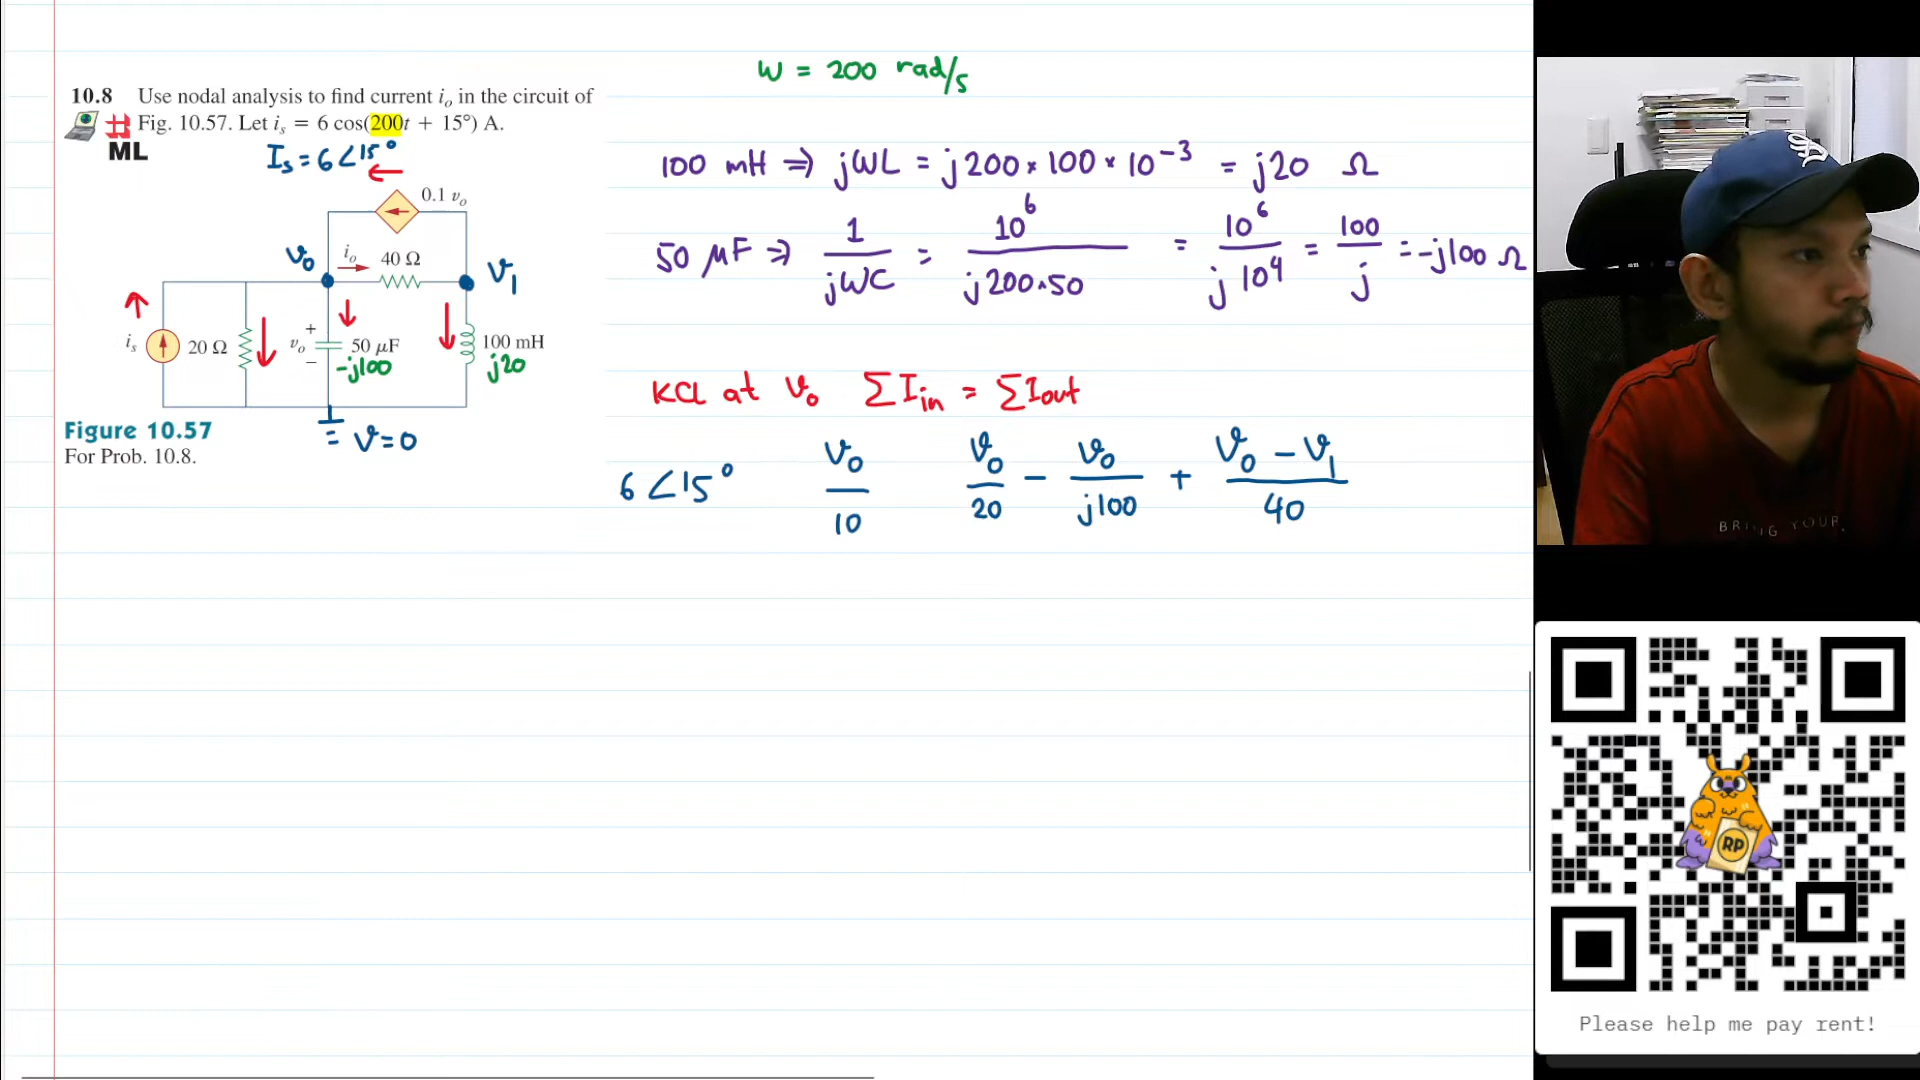 10.8 Use nodal analysis to find current i_o in the circuit of
Fig. 10.57. Let i_s = 6 cos(200t + 15°) A.
ML
I_s = 6∠15°
0.1 v_o
v_o
i_o
40 Ω
v_1
i_s
20 Ω
+
v_o
−
50 μF
-j100
100 mH
j20
v = 0
Figure 10.57
For Prob. 10.8.
W = 200 rad/s
100 mH ⇒ jWL = j200 × 100 × 10^-3 = j20 Ω
50 μF ⇒ 1/jWC = 10^6/j200×50 = 10^6/j10^4 = 100/j = -j100 Ω
KCL at v_o ΣI_in = ΣIout
6∠15° v_o/10 v_o/20 − v_o/j100 + v_o − v_1/40
BRING YOUR
RP
Please help me pay rent!